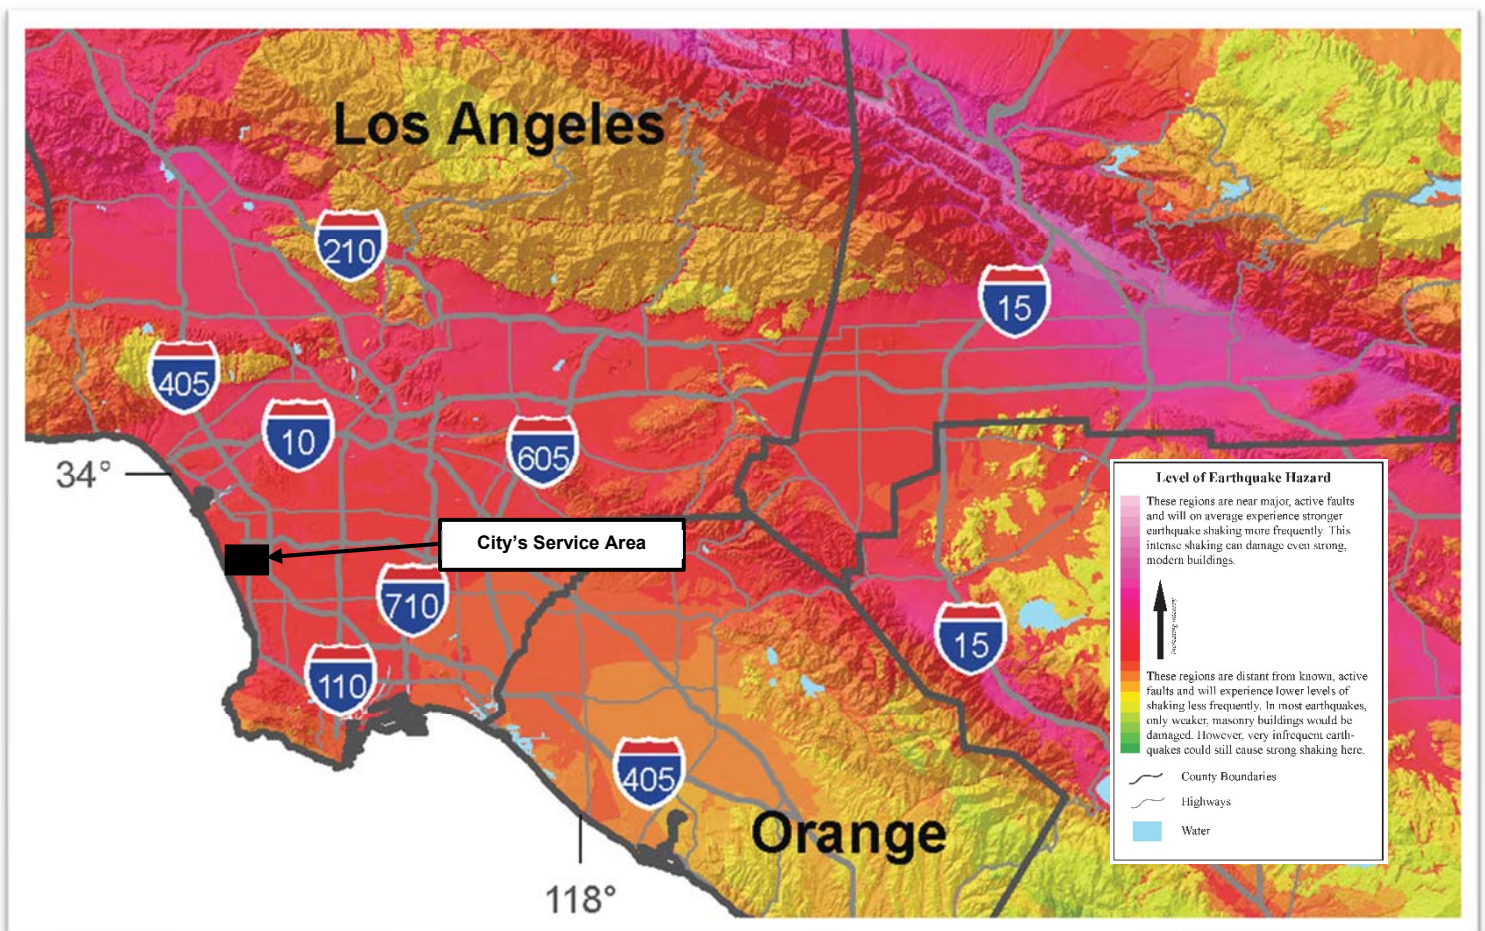 Los Angeles
210
15
405
10
34°
605
City's Service Area
710
15
110
405
Orange
118°
Level of Earthquake Hazard
These regions are near major, active faults
and will on average experience stronger
earthquake shaking more frequently. This
intense shaking can damage even strong,
modern buildings.
Increasing intensity
These regions are distant from known, active
faults and will experience lower levels of
shaking less frequently. In most earthquakes,
only weaker, masonry buildings would be
damaged. However, very infrequent earth-
quakes could still cause strong shaking here.
County Boundaries
Highways
Water